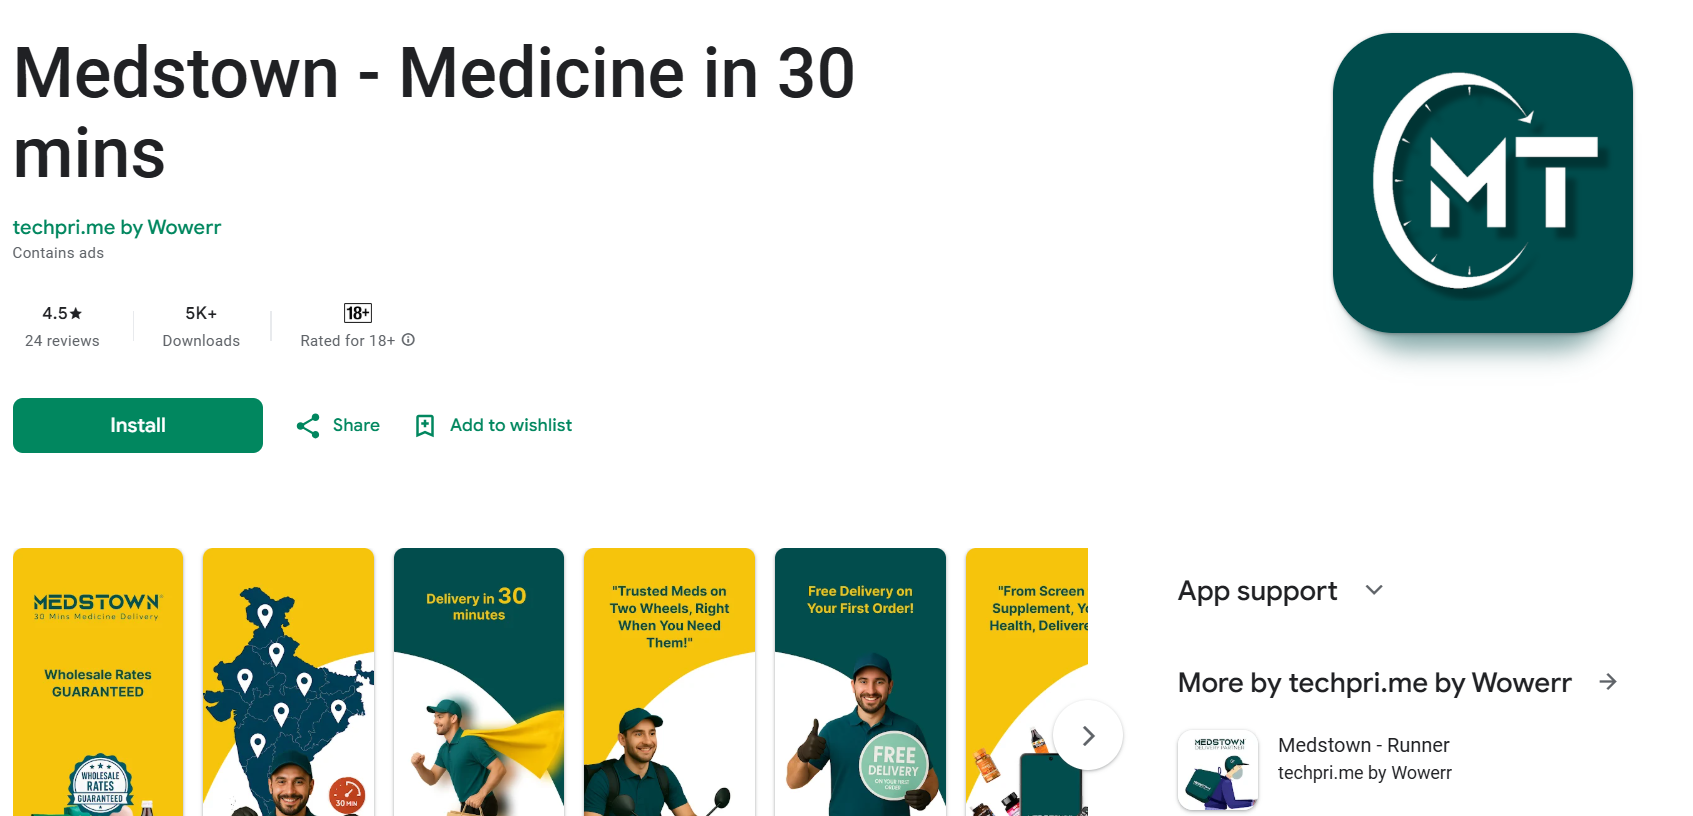 Medstown - Medicine in 30
mins
techpri.me by Wowerr
Contains ads
4.5★
24 reviews
5K+
Downloads
18+
Rated for 18+
Install
Share
Add to wishlist
MT
MEDSTOWN®
30 Mins Medicine Delivery
Wholesale Rates
GUARANTEED
WHOLESALE
RATES
GUARANTEED
30 MIN
Delivery in 30
minutes
"Trusted Meds on
Two Wheels, Right
When You Need
Them!"
Free Delivery on
Your First Order!
FREE
DELIVERY
ON YOUR FIRST
ORDER
"From Screen
Supplement, Yo
Health, Delivere
App support
More by techpri.me by Wowerr
MEDSTOWN
DELIVERY PARTNER
Medstown - Runner
techpri.me by Wowerr